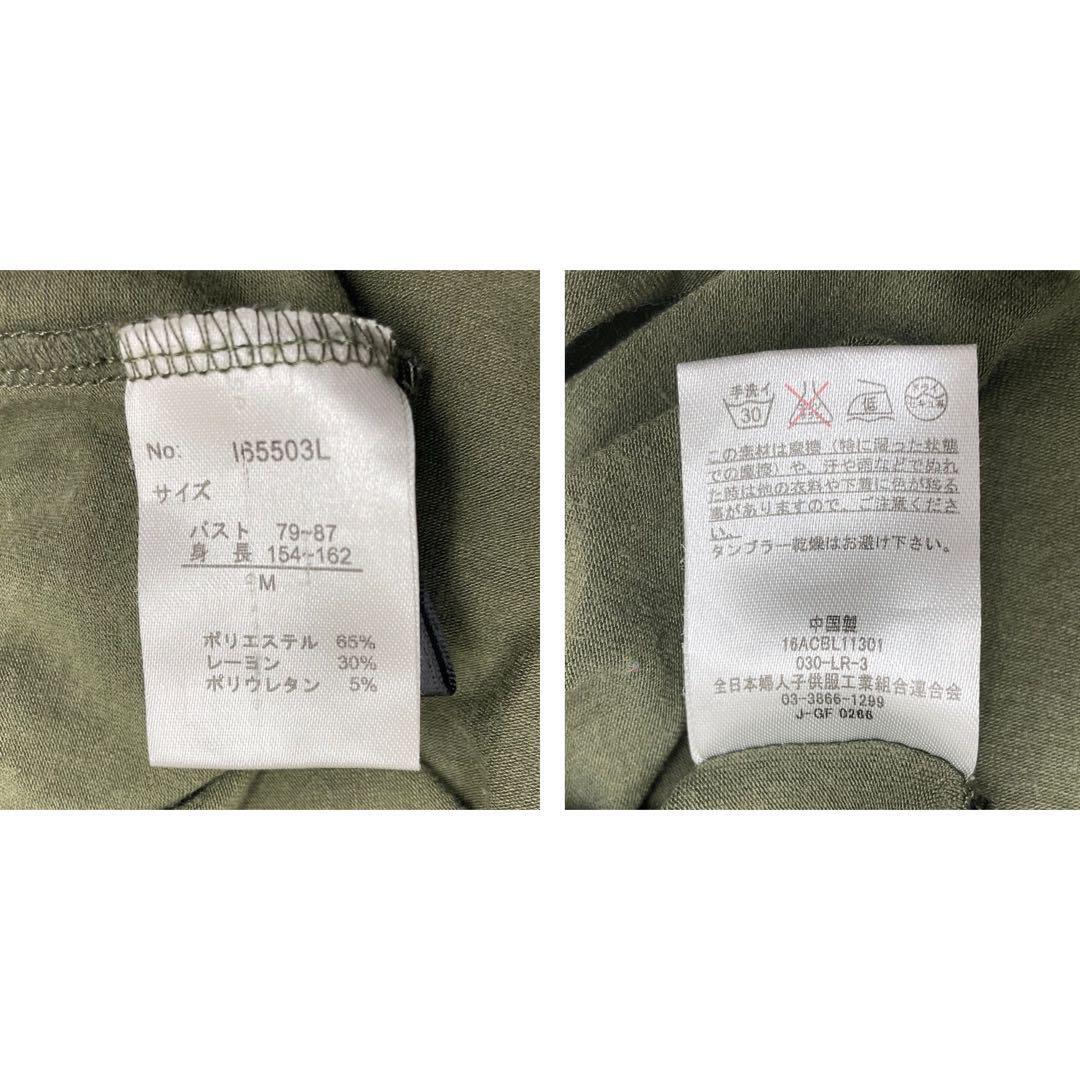 No: I65503L
サイズ
バスト 79~87
身長 154~162
M
ポリエステル 65%
レーヨン 30%
ポリウレタン 5%
手洗イ
30
低
ドライ
この素材は摩擦（特に湿った状態
での摩擦）や、汗や雨などでぬれ
た時は他の衣料や下着に色が移る
事がありますので、ご注意くださ
い。
タンブラー乾燥はお避け下さい。
中国製
16ACBL11301
030-LR-3
全日本婦人子供服工業組合連合会
03-3866-1299
J-GF 0266